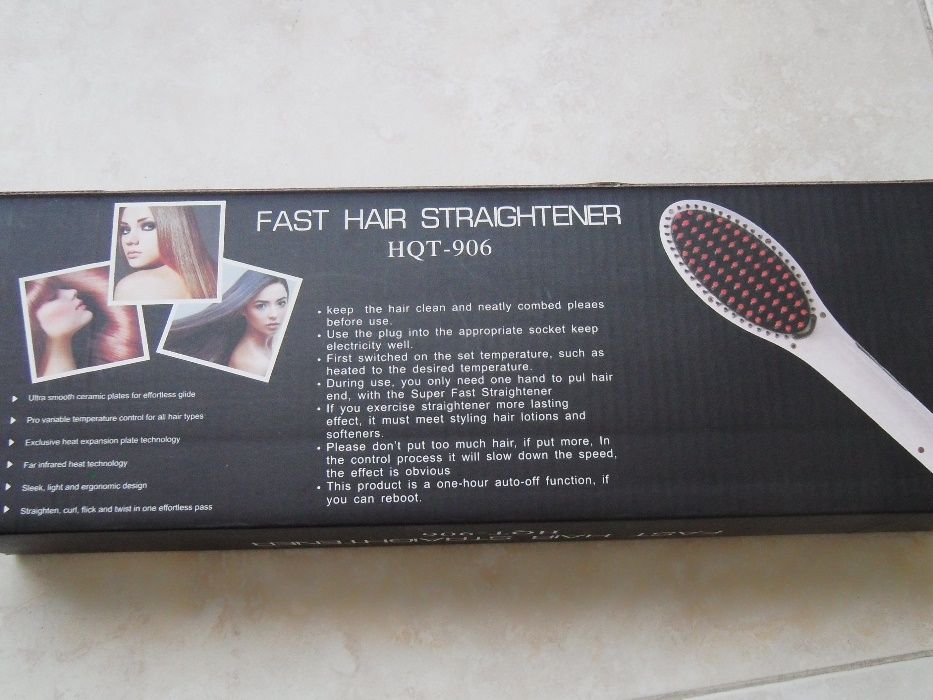 FAST HAIR STRAIGHTENER
HQT-906
keep the hair clean and neatly combed pleaes
before use.
Use the plug into the appropriate socket keep
electricity well.
First switched on the set temperature, such as
heated to the desired temperature.
During use, you only need one hand to pul hair
end, with the Super Fast Straightener
If you exercise straightener more lasting
effect, it must meet styling hair lotions and
softeners.
Please don't put too much hair, if put more, In
the control process it will slow down the speed,
the effect is obvious
This product is a one-hour auto-off function, if
you can reboot.
Ultra smooth ceramic plates for effortless glide
Pro variable temperature control for all hair types
Exclusive heat expansion plate technology
Far infrared heat technology
Sleek, light and ergonomic design
Straighten, curl, flick and twist in one effortless pass
FAST HAIR STRAIGHTENER
HQT-906